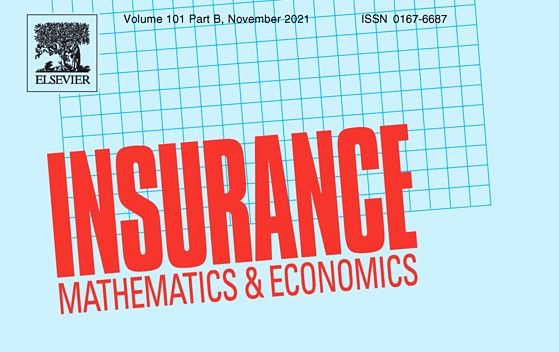 Volume 101 Part B, November 2021 ISSN 0167-6687
ELSEVIER
INSURANCE
MATHEMATICS & ECONOMICS